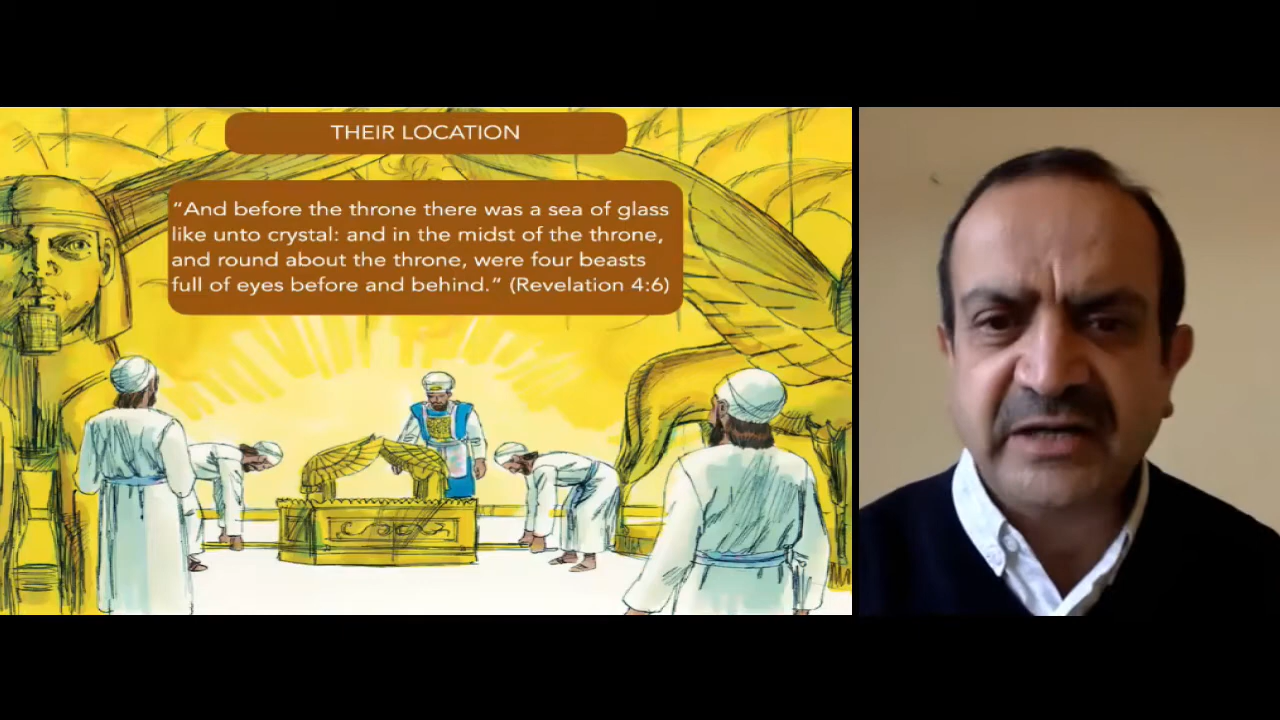 THEIR LOCATION
“And before the throne there was a sea of glass
like unto crystal: and in the midst of the throne,
and round about the throne, were four beasts
full of eyes before and behind.” (Revelation 4:6)